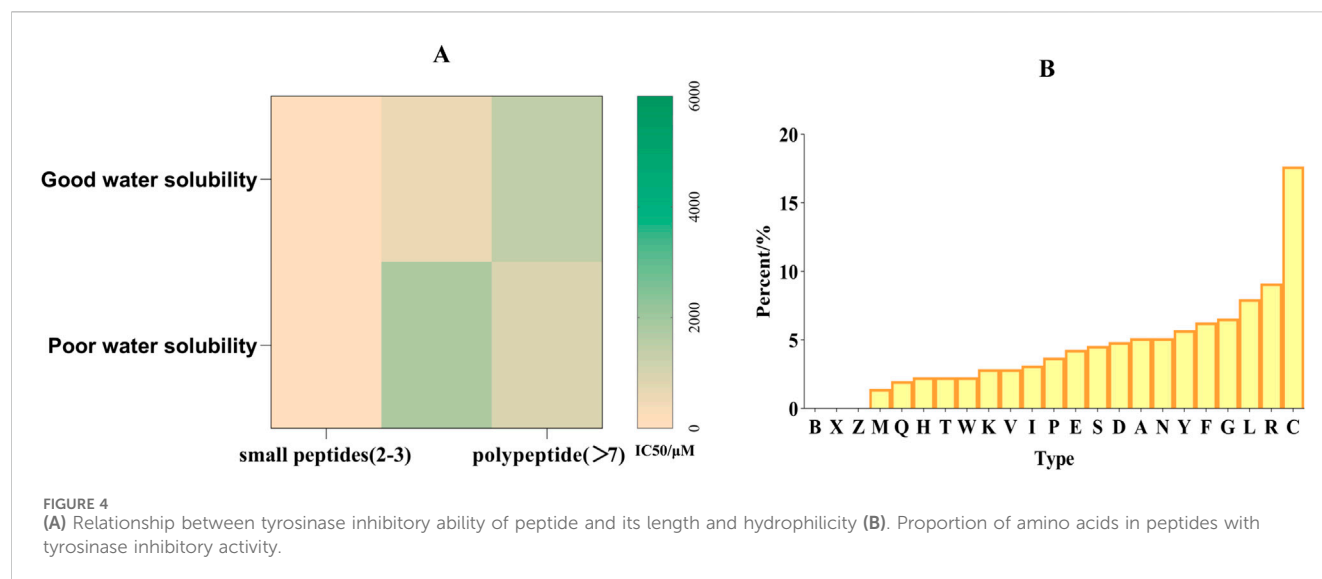 A
Good water solubility
Poor water solubility
small peptides(2-3)
polypeptide(>7)
6000
4000
2000
0
IC50/μM
B
Percent/%
20
15
10
5
0
B X Z M Q H T W K V I P E S D A N Y F G L R C
Type
FIGURE 4
(A) Relationship between tyrosinase inhibitory ability of peptide and its length and hydrophilicity (B). Proportion of amino acids in peptides with
tyrosinase inhibitory activity.